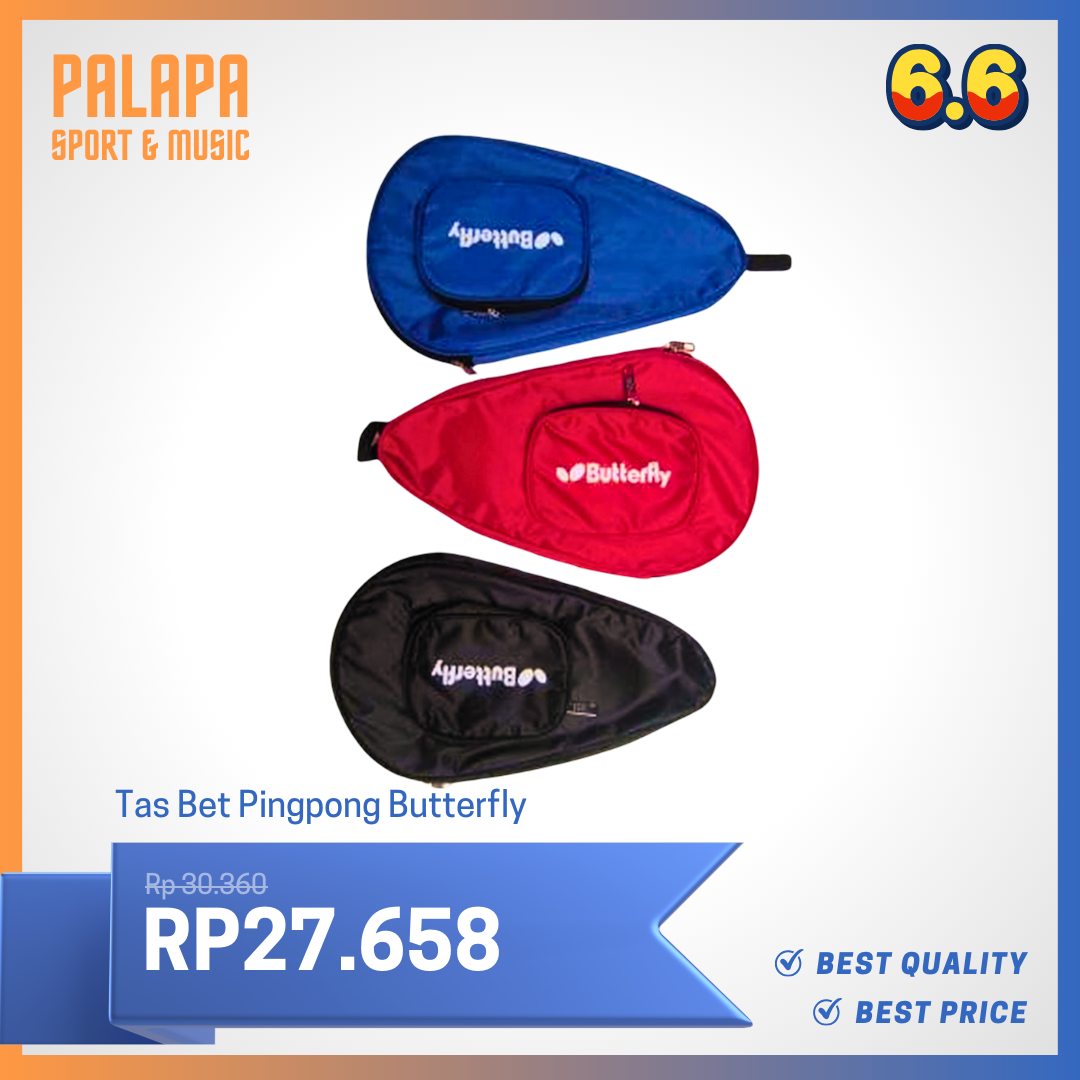 PALAPA
SPORT & MUSIC
6.6
Butterfly
Butterfly
Butterfly
Tas Bet Pingpong Butterfly
Rp 30.360
RP27.658
BEST QUALITY
BEST PRICE